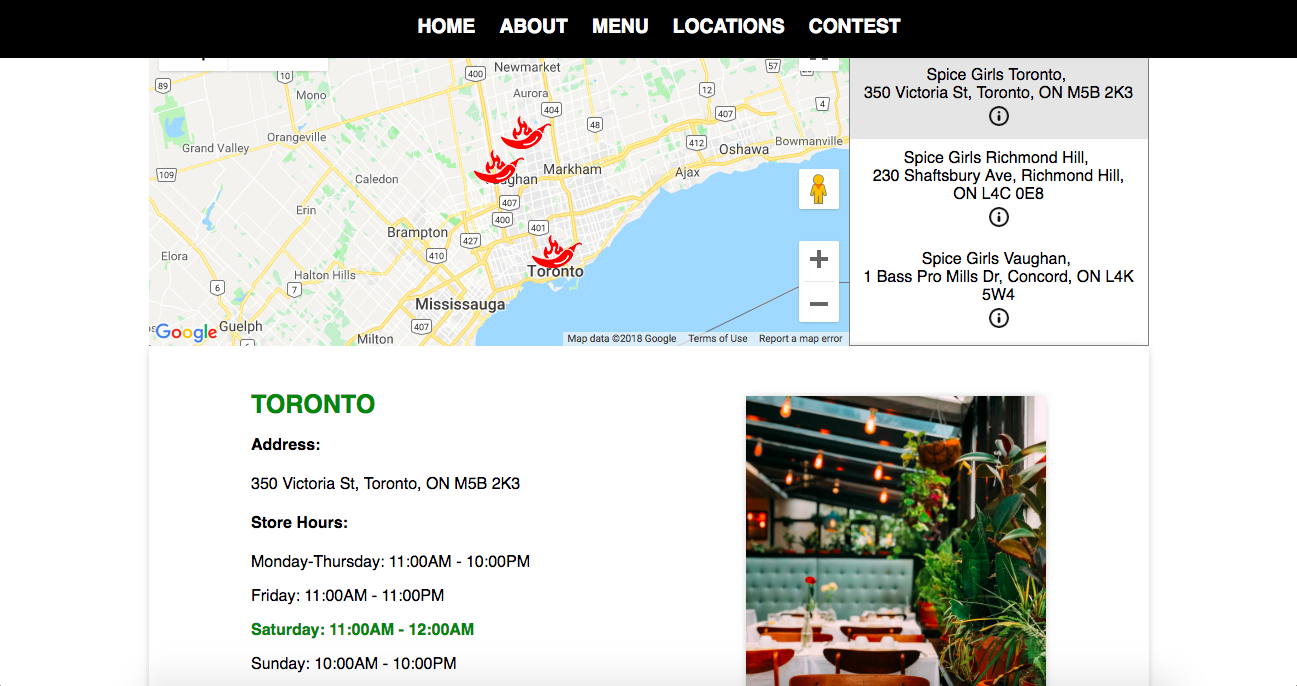 HOME ABOUT MENU LOCATIONS CONTEST
Newmarket
57
400
10
89
Mono
Aurora
12
404
4
407
48
Orangeville
Grand Valley
412
Bowmanville
Oshawa
Markham
Ajax
109
Caledon
407
Erin
400
401
Brampton
427
410
Elora
Halton Hills
Toronto
6
7
Mississauga
407
Google
Guelph
Milton
Map data ©2018 Google Terms of Use Report a map error
Spice Girls Toronto,
350 Victoria St, Toronto, ON M5B 2K3
Spice Girls Richmond Hill,
230 Shaftsbury Ave, Richmond Hill,
ON L4C 0E8
Spice Girls Vaughan,
1 Bass Pro Mills Dr, Concord, ON L4K
5W4
TORONTO
Address:
350 Victoria St, Toronto, ON M5B 2K3
Store Hours:
Monday-Thursday: 11:00AM - 10:00PM
Friday: 11:00AM - 11:00PM
Saturday: 11:00AM - 12:00AM
Sunday: 10:00AM - 10:00PM